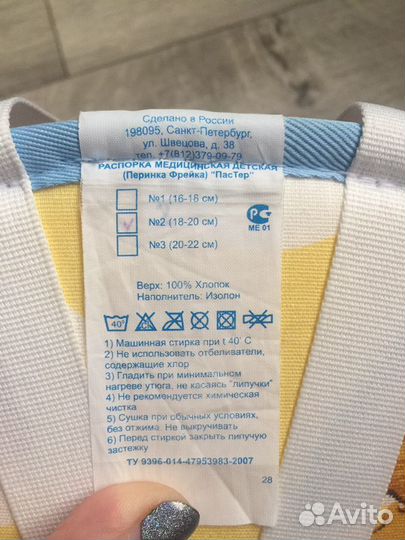 Сделано в России
198095, Санкт-Петербург,
ул. Швецова, д. 38
тел. +7(812)379-09-79
РАСПОРКА МЕДИЦИНСКАЯ ДЕТСКАЯ
(Перинка Фрейка) "ПасТер"
№1 (16-18 см)
№2 (18-20 см)
№3 (20-22 см)
МЕ 01
Верх: 100% Хлопок
Наполнитель: Изолон
40°
CL
1) Машинная стирка при t 40˚ C
2) Не использовать отбеливатели,
содержащие хлор
3) Гладить при минимальном
нагреве утюга, не касаясь "липучки"
4) Не рекомендуется химическая
чистка
5) Сушка при обычных условиях,
без отжима. Не выкручивать.
6) Перед стиркой закрыть липучую
застежку
ТУ 9396-014-47953983-2007
28
Avito